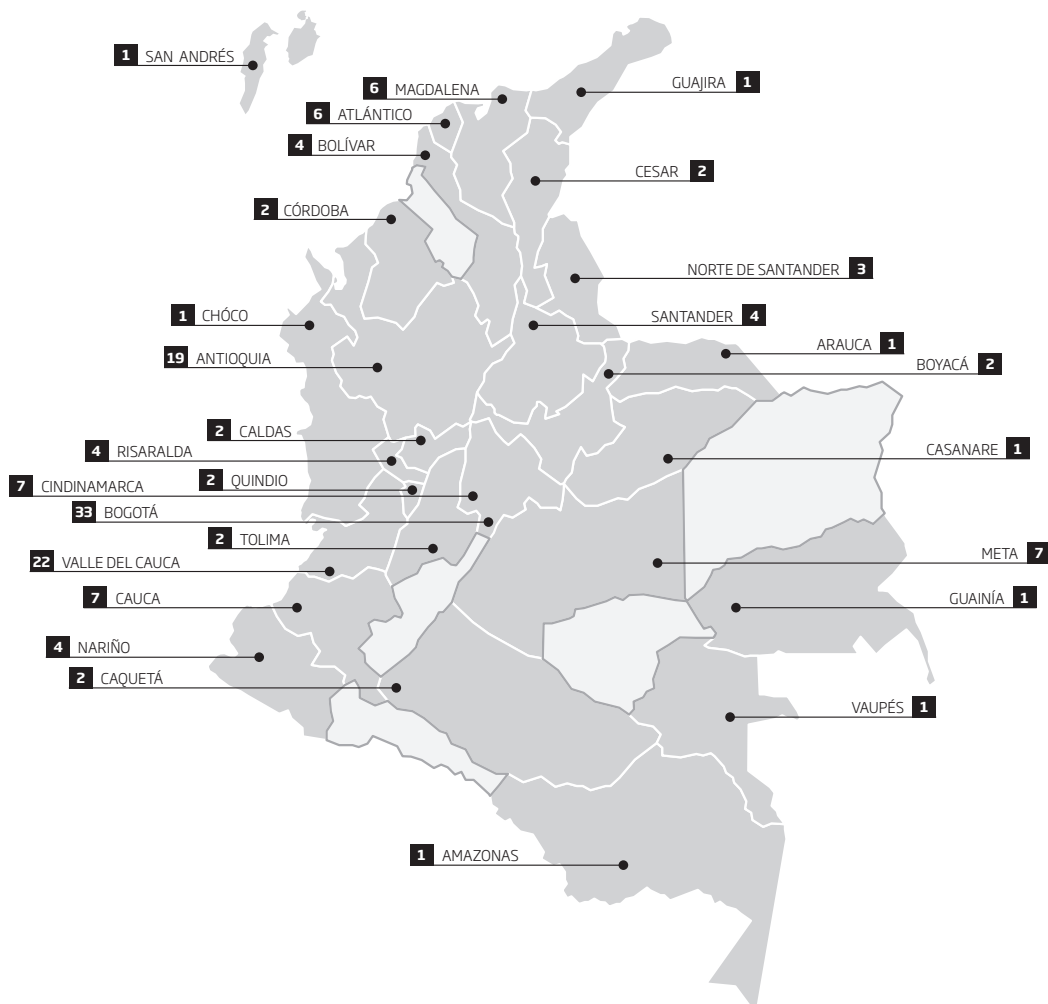 1 SAN ANDRÉS
GUAJIRA 1
6 MAGDALENA
6 ATLÁNTICO
4 BOLÍVAR
CESAR 2
2 CÓRDOBA
NORTE DE SANTANDER 3
1 CHÓCO
SANTANDER 4
ARAUCA 1
19 ANTIOQUIA
BOYACÁ 2
2 CALDAS
4 RISARALDA
CASANARE 1
2 QUINDIO
7 CINDINAMARCA
33 BOGOTÁ
2 TOLIMA
META 7
22 VALLE DEL CAUCA
7 CAUCA
GUAINÍA 1
4 NARIÑO
2 CAQUETÁ
VAUPÉS 1
1 AMAZONAS